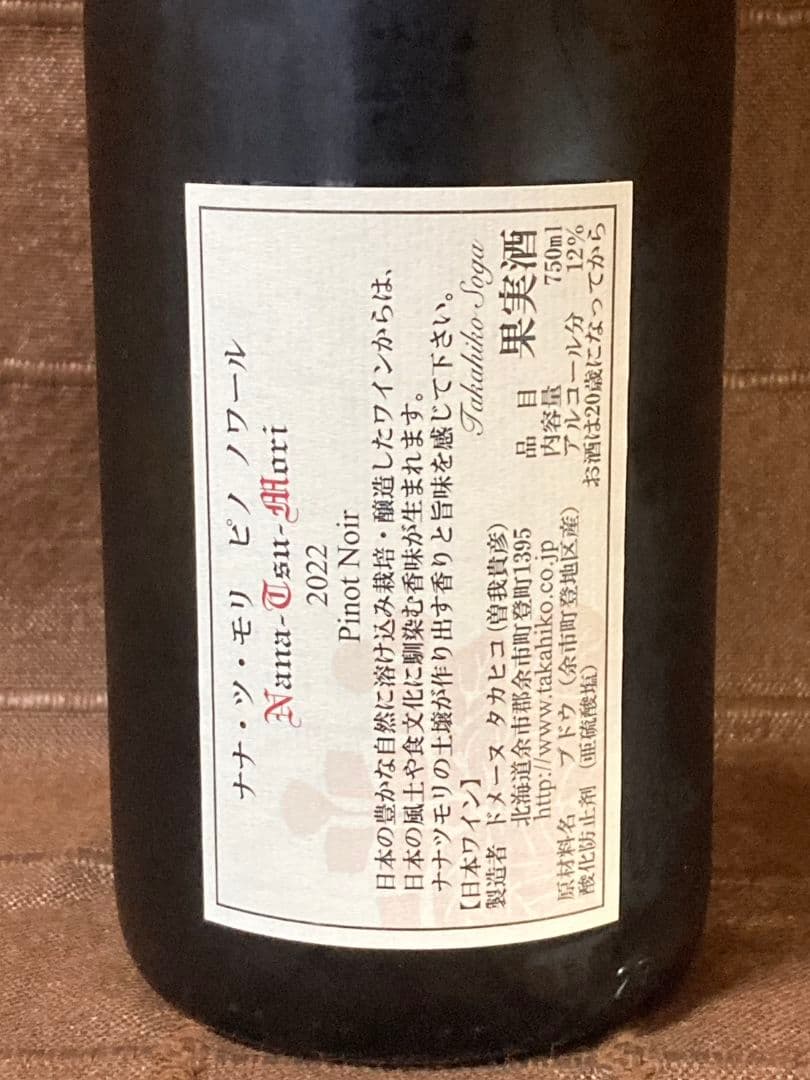 ナナ・ツ・モリ ピノ ノワール
Nana-Tsu-Mori
2022
Pinot Noir
日本の豊かな自然に溶け込み栽培・醸造したワインからは、
日本の風土や食文化に馴染む香味が生まれます。
ナナツモリの土壌が作り出す香りと旨味を感じて下さい。
Takahiko Soga
【日本ワイン】
製造者 ドメーヌ タカヒコ (曽我貴彦)
北海道余市郡余市町登町1395
http://www.takahiko.co.jp
原材料名 ブドウ (余市町登地区産)
酸化防止剤 (亜硫酸塩)
品目 果実酒
内容量 750ml
アルコール分 12%
お酒は20歳になってから